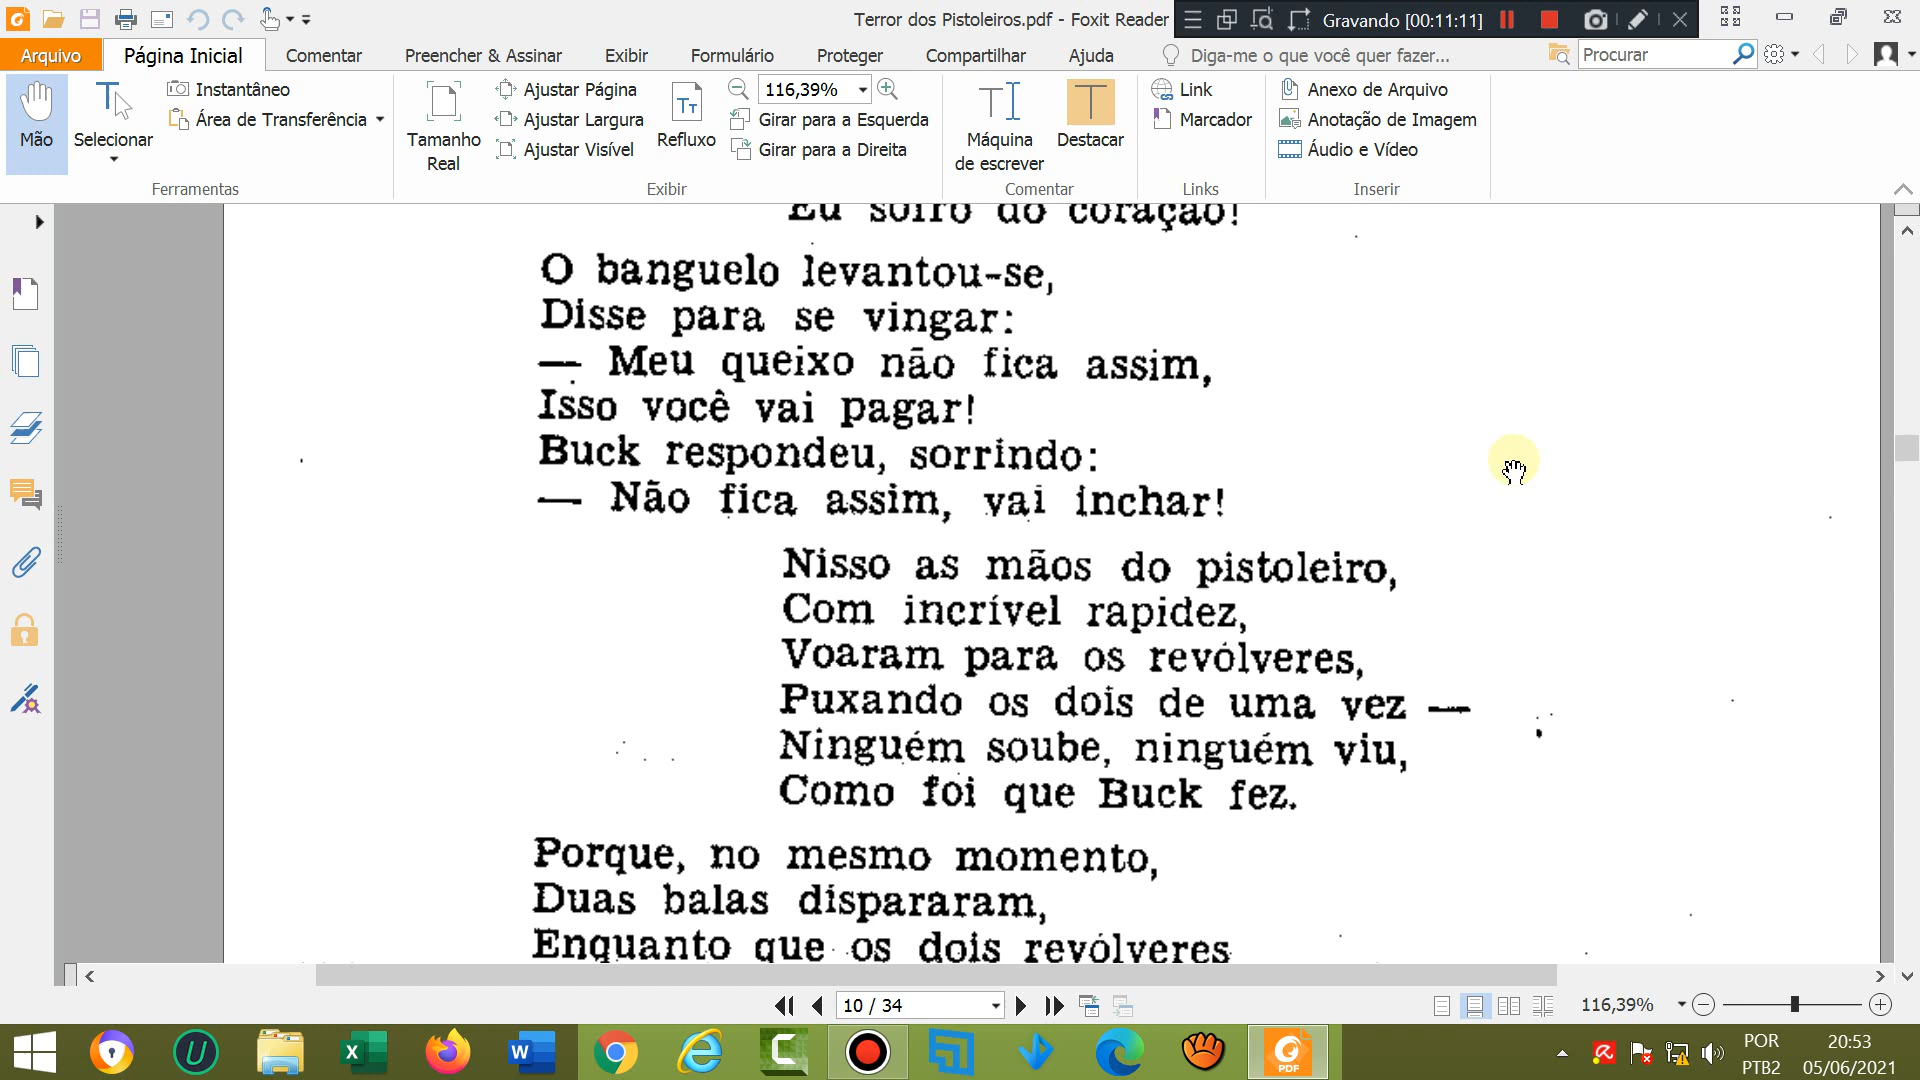 Terror dos Pistoleiros.pdf - Foxit Reader
Gravando [00:11:11]
Arquivo
Página Inicial
Comentar
Preencher & Assinar
Exibir
Formulário
Proteger
Compartilhar
Ajuda
Diga-me o que você quer fazer...
Procurar
Mão
Selecionar
Instantâneo
Área de Transferência
Ferramentas
Tamanho
Real
Ajustar Página
Ajustar Largura
Ajustar Visível
Refluxo
116,39%
Girar para a Esquerda
Girar para a Direita
Exibir
Máquina
de escrever
Destacar
Comentar
Link
Marcador
Links
Anexo de Arquivo
Anotação de Imagem
Áudio e Vídeo
Inserir
Eu sofro do coração!
O banguelo levantou-se,
Disse para se vingar:
— Meu queixo não fica assim,
Isso você vai pagar!
Buck respondeu, sorrindo:
— Não fica assim, vai inchar!
Nisso as mãos do pistoleiro,
Com incrível rapidez,
Voaram para os revólveres,
Puxando os dois de uma vez —
Ninguém soube, ninguém viu,
Como foi que Buck fez.
Porque, no mesmo momento,
Duas balas dispararam,
Enquanto que os dois revólveres
10 / 34
116,39%
POR
PTB2
20:53
05/06/2021